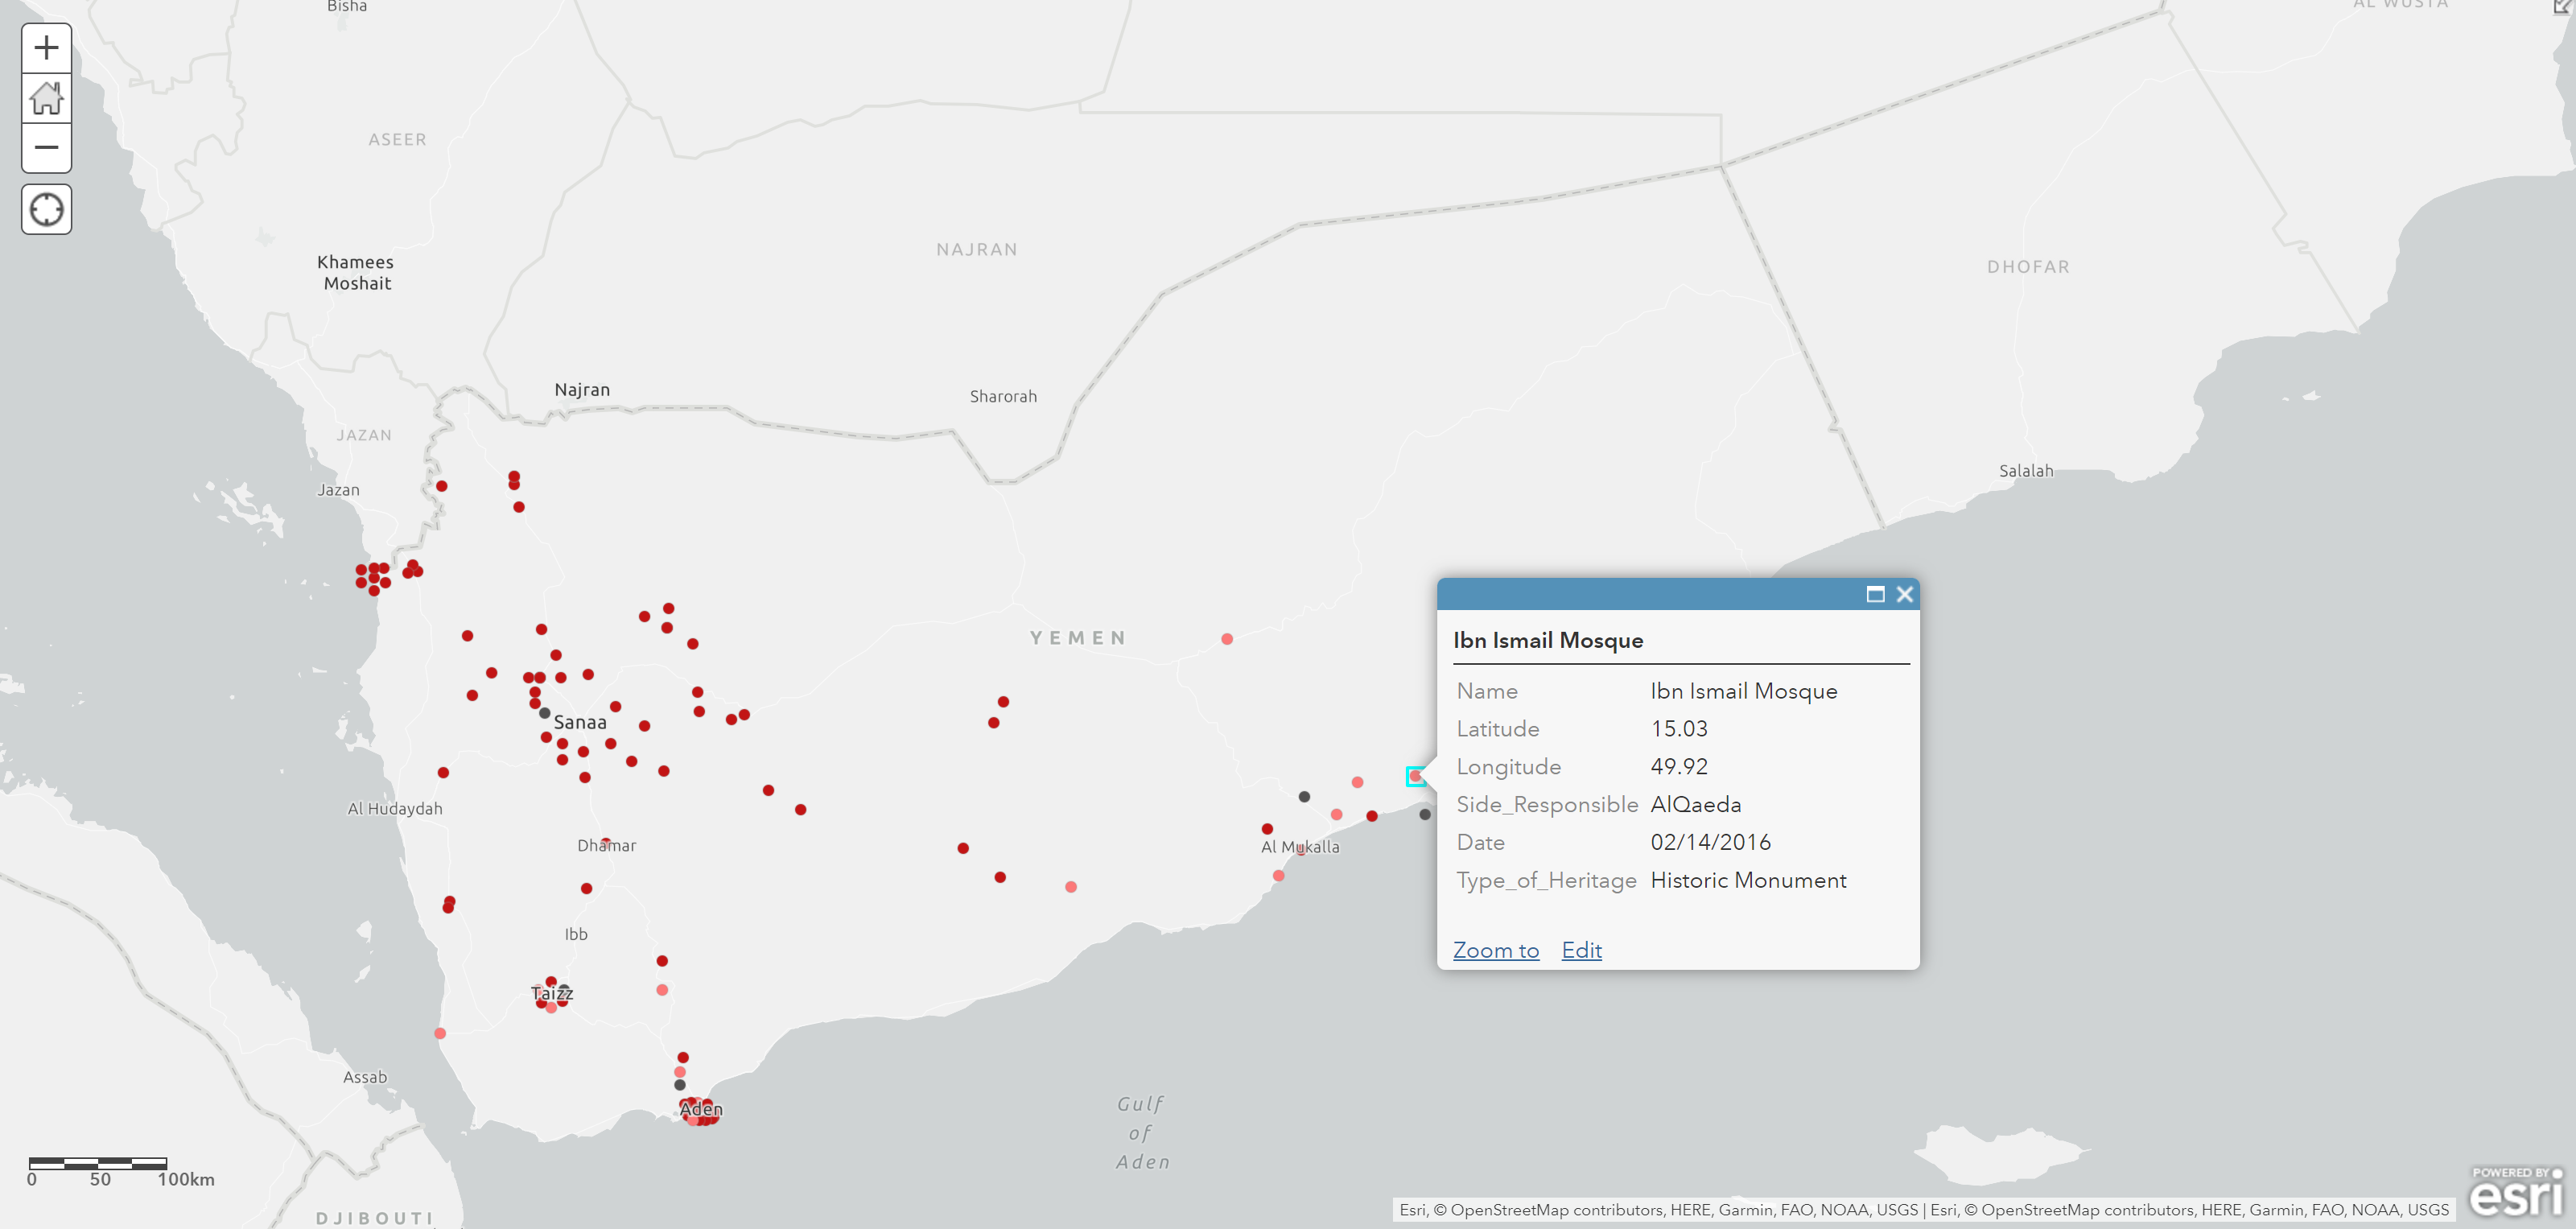 Bisha
AL WUSTA
ASEER
Khamees
Moshait
NAJRAN
DHOFAR
Najran
Sharorah
JAZAN
Jazan
Salalah
YEMEN
Sanaa
Al Hudaydah
Dhamar
Al Mukalla
Ibb
Taizz
Assab
Aden
Gulf
of
Aden
DJIBOUTI
Ibn Ismail Mosque
Name Ibn Ismail Mosque
Latitude 15.03
Longitude 49.92
Side_Responsible AlQaeda
Date 02/14/2016
Type_of_Heritage Historic Monument
Zoom to Edit
0 50 100km
POWERED BY
esri
Esri, © OpenStreetMap contributors, HERE, Garmin, FAO, NOAA, USGS | Esri, © OpenStreetMap contributors, HERE, Garmin, FAO, NOAA, USGS